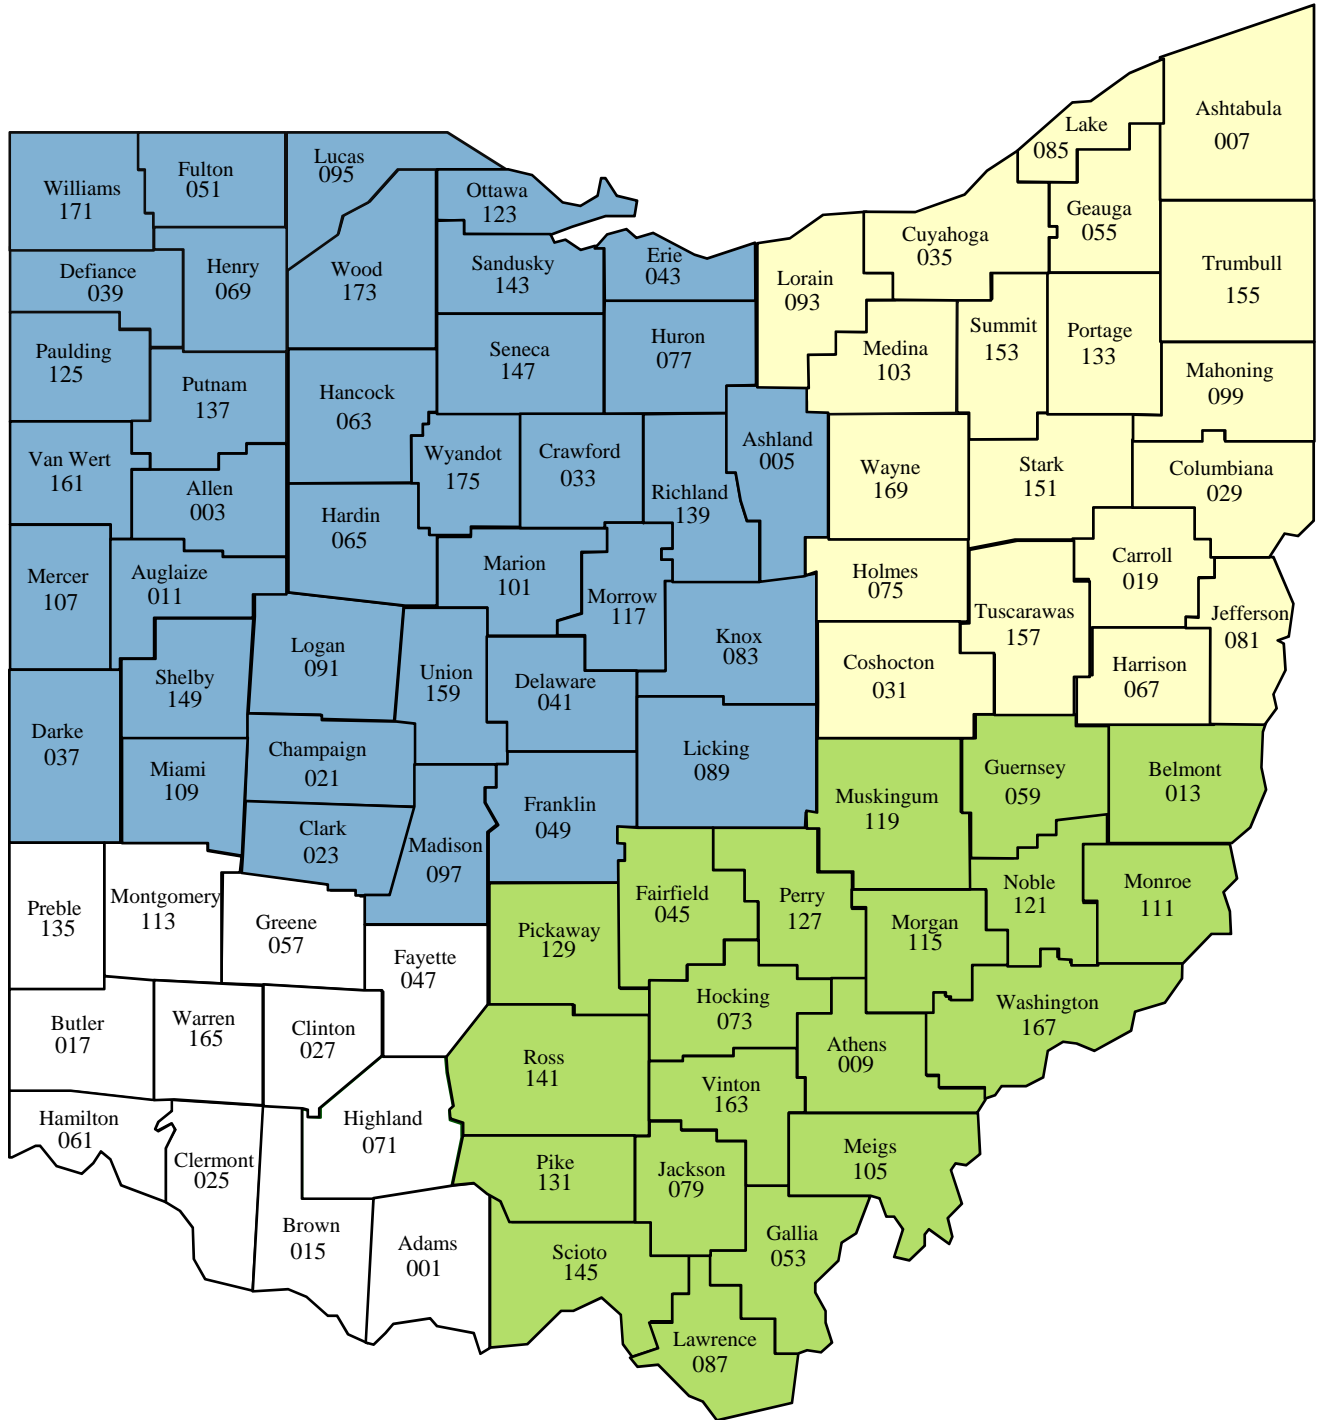 Ashtabula
007
Lake
085
Lucas
095
Fulton
051
Williams
171
Ottawa
123
Geauga
055
Cuyahoga
035
Erie
043
Sandusky
143
Wood
173
Henry
069
Defiance
039
Lorain
093
Trumbull
155
Summit
153
Portage
133
Huron
077
Seneca
147
Medina
103
Paulding
125
Mahoning
099
Putnam
137
Hancock
063
Ashland
005
Wyandot
175
Crawford
033
Van Wert
161
Wayne
169
Stark
151
Columbiana
029
Allen
003
Richland
139
Hardin
065
Carroll
019
Marion
101
Mercer
107
Auglaize
011
Holmes
075
Morrow
117
Tuscarawas
157
Jefferson
081
Knox
083
Logan
091
Union
159
Coshocton
031
Harrison
067
Shelby
149
Delaware
041
Darke
037
Champaign
021
Licking
089
Miami
109
Guernsey
059
Belmont
013
Muskingum
119
Franklin
049
Clark
023
Madison
097
Noble
121
Monroe
111
Fairfield
045
Perry
127
Montgomery
113
Preble
135
Greene
057
Morgan
115
Pickaway
129
Fayette
047
Hocking
073
Washington
167
Butler
017
Warren
165
Clinton
027
Athens
009
Ross
141
Vinton
163
Hamilton
061
Highland
071
Meigs
105
Clermont
025
Pike
131
Jackson
079
Brown
015
Gallia
053
Adams
001
Scioto
145
Lawrence
087